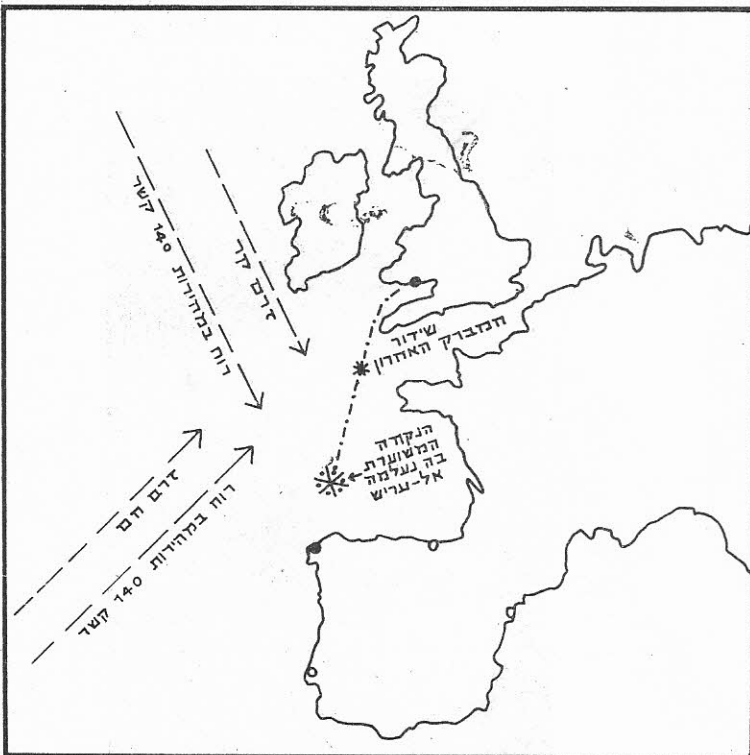 רוח במהירות 140 קשר
זרם קר
שידור
המברק האחרון
הנקודה
המשוערת
בה נעלמה
אל-עריש
זרם חם
רוח במהירות 140 קשר